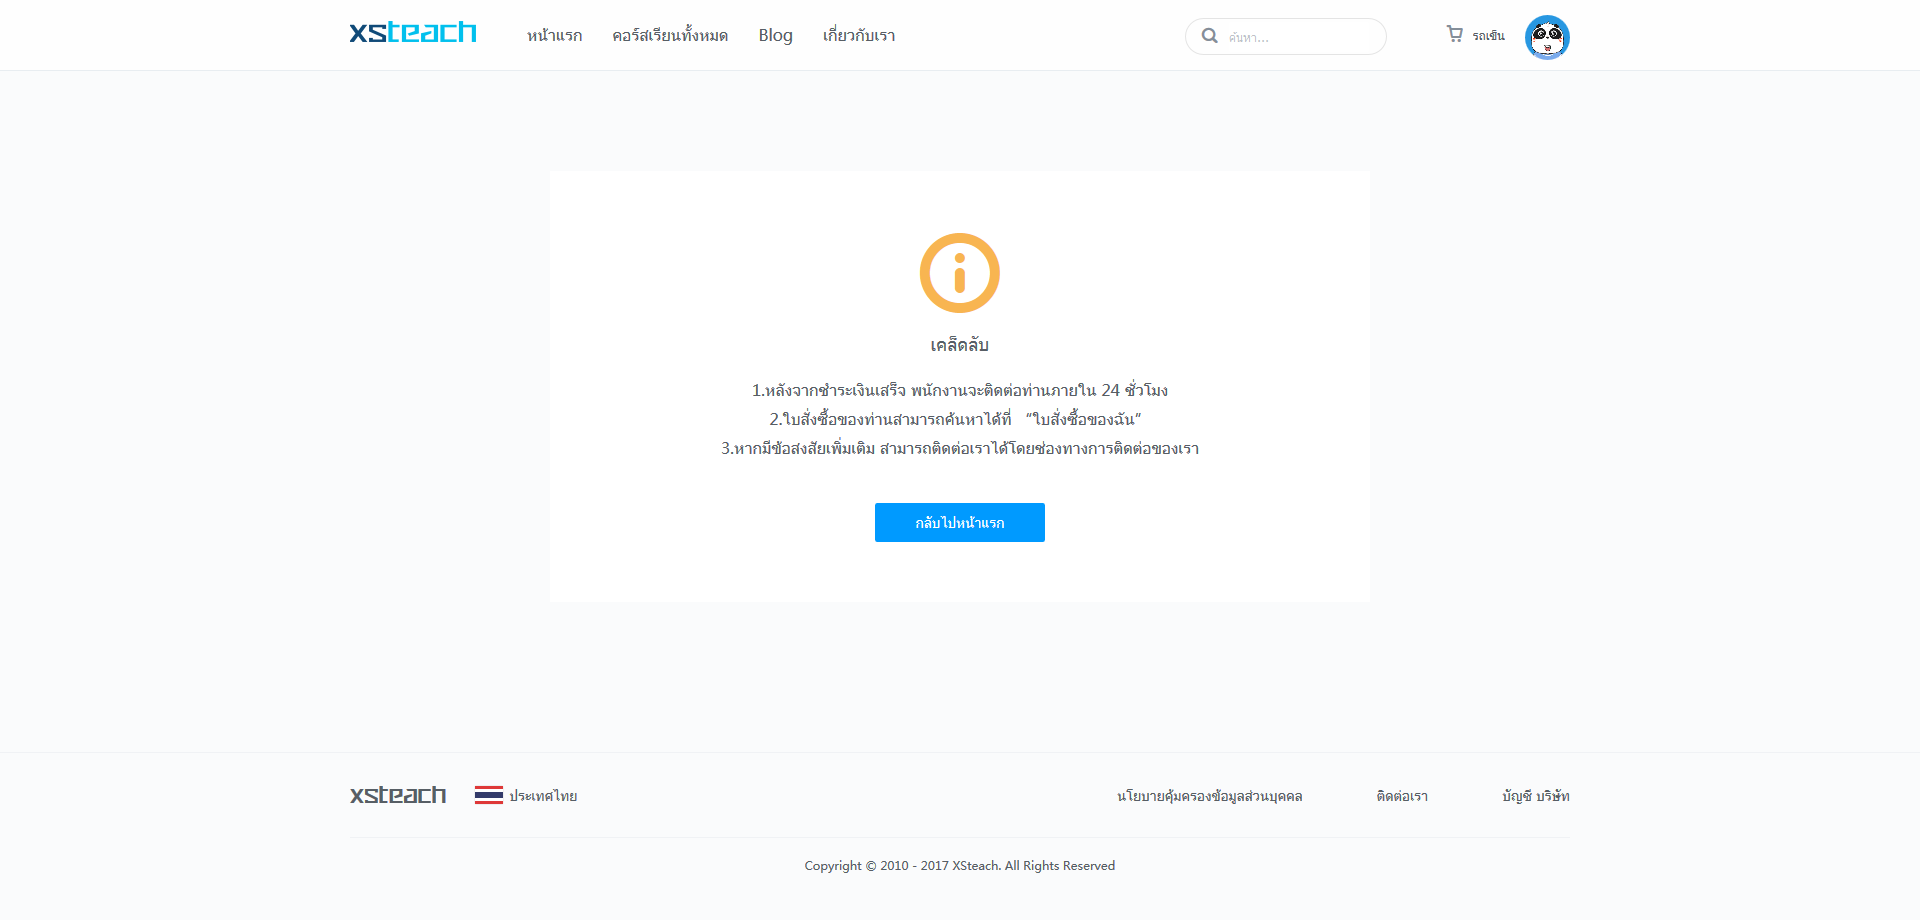 xsteach
หน้าแรก
คอร์สเรียนทั้งหมด
Blog
เกี่ยวกับเรา
ค้นหา...
รถเข็น
เคล็ดลับ
1.หลังจากชำระเงินเสร็จ พนักงานจะติดต่อท่านภายใน 24 ชั่วโมง
2.ใบสั่งซื้อของท่านสามารถค้นหาได้ที่ “ใบสั่งซื้อของฉัน”
3.หากมีข้อสงสัยเพิ่มเติม สามารถติดต่อเราได้โดยช่องทางการติดต่อของเรา
กลับไปหน้าแรก
xsteach
ประเทศไทย
นโยบายคุ้มครองข้อมูลส่วนบุคคล
ติดต่อเรา
บัญชี บริษัท
Copyright © 2010 - 2017 XSteach. All Rights Reserved